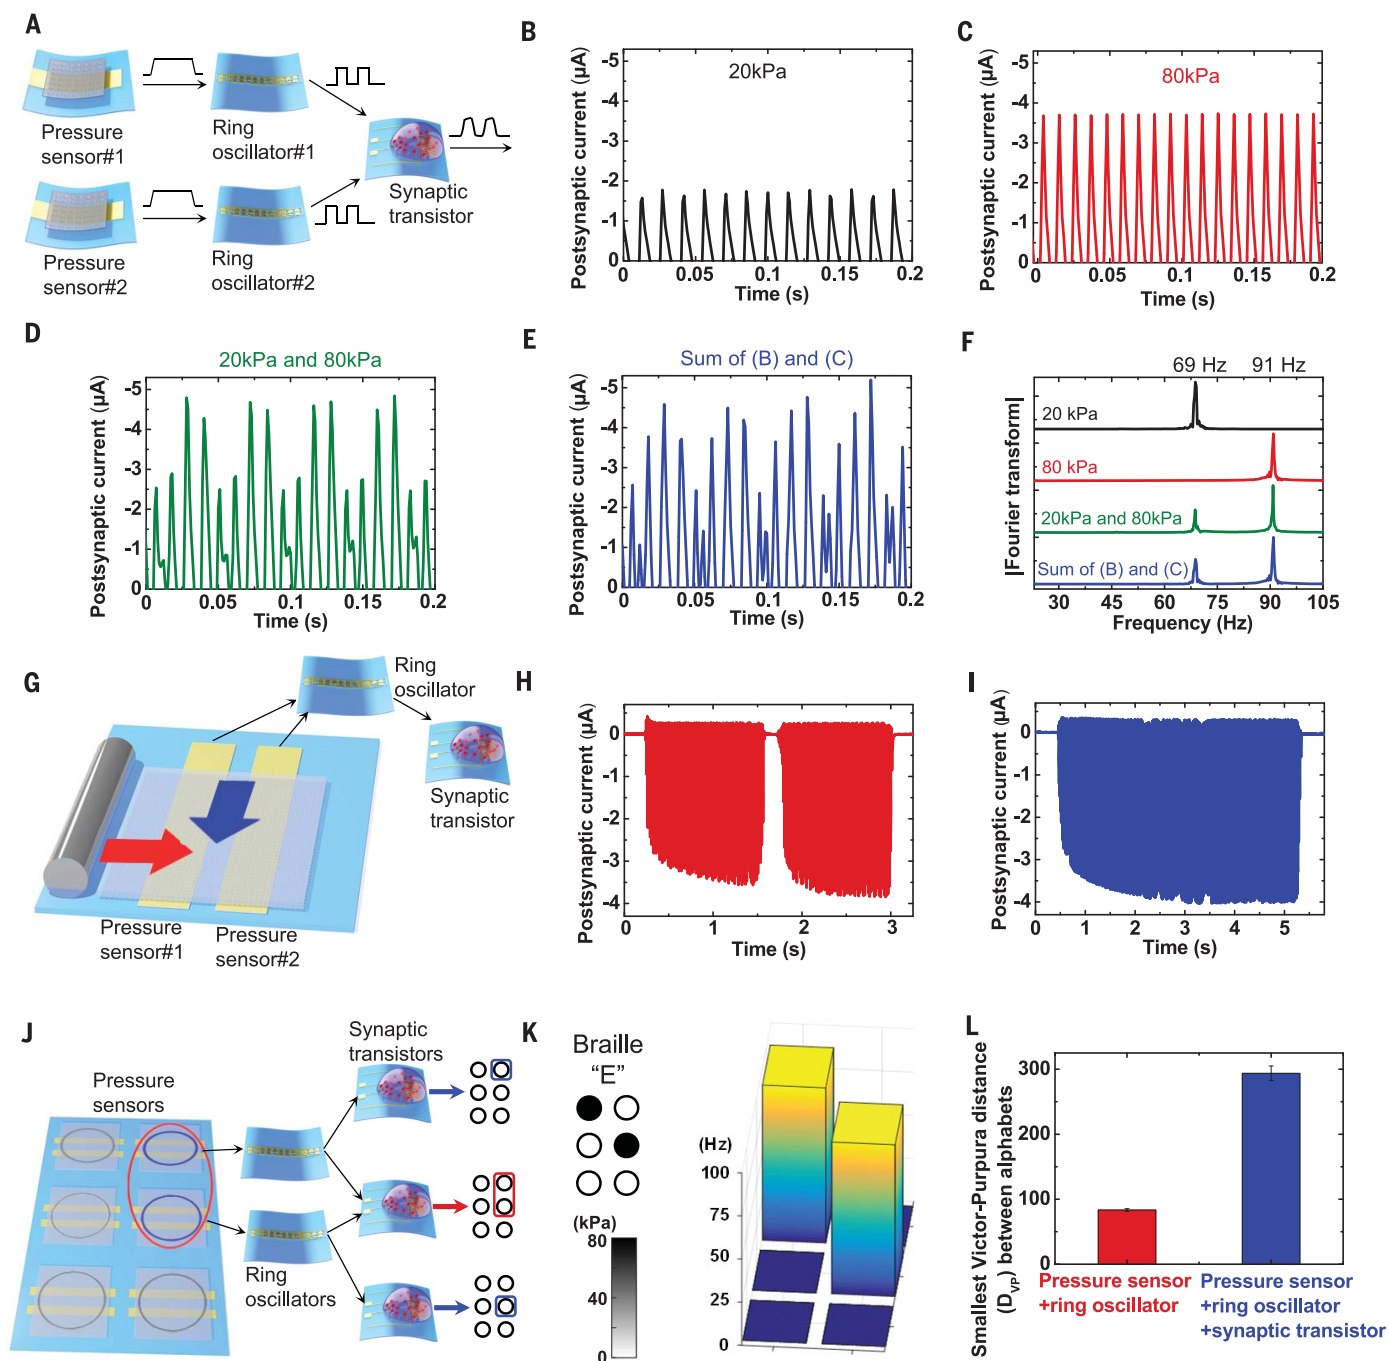 A
Pressure
sensor#1
Ring
oscillator#1
Pressure
sensor#2
Ring
oscillator#2
Synaptic
transistor
B
20kPa
Postsynaptic current (µA)
-5
-4
-3
-2
-1
0
0
0.05
0.1
0.15
0.2
Time (s)
C
80kPa
Postsynaptic current (µA)
-5
-4
-3
-2
-1
0
0
0.05
0.1
0.15
0.2
Time (s)
D
20kPa and 80kPa
Postsynaptic current (µA)
-5
-4
-3
-2
-1
0
0
0.05
0.1
0.15
0.2
Time (s)
E
Sum of (B) and (C)
Postsynaptic current (µA)
-5
-4
-3
-2
-1
0
0
0.05
0.1
0.15
0.2
Time (s)
F
69 Hz
91 Hz
|Fourier transform|
20 kPa
80 kPa
20kPa and 80kPa
Sum of (B) and (C)
30
45
60
75
90
105
Frequency (Hz)
G
Ring
oscillator
Synaptic
transistor
Pressure
sensor#1
Pressure
sensor#2
H
Postsynaptic current (µA)
0
-1
-2
-3
-4
0
1
2
3
Time (s)
I
Postsynaptic current (µA)
0
-1
-2
-3
-4
0
1
2
3
4
5
Time (s)
J
Pressure
sensors
Synaptic
transistors
Ring
oscillators
K
Braille
“E”
(kPa)
80
40
0
(Hz)
100
75
50
25
0
L
Smallest Victor-Purpura distance
(D_VP) between alphabets
300
200
100
0
Pressure sensor
+ring oscillator
Pressure sensor
+ring oscillator
+synaptic transistor